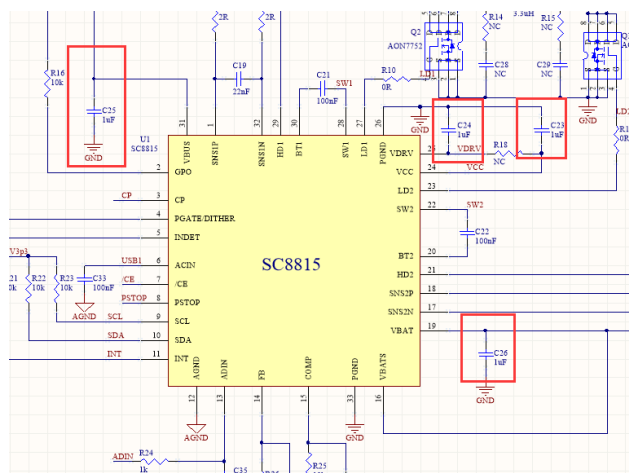 2R
2R
Q2
AON7752
R14
NC
3.3uH
R15
NC
C28
NC
C29
NC
R16
10k
C25
1uF
GND
C19
22nF
C21
100nF
SW1
R10
0R
LD1
GND
GND
C24
1uF
C23
1uF
VDRV
R18
NC
VCC
U1
SC8815
31
1
32
29
30
28
27
26
VBUS
SNS1P
SNS1N
HD1
BT1
SW1
LD1
PGND
2
GPO
CP
3
CP
4
PGATE/DITHER
5
INDET
USB1
6
ACIN
/CE
7
/CE
PSTOP
8
PSTOP
SCL
9
SCL
SDA
10
SDA
INT
11
INT
SC8815
VDRV
25
VCC
24
LD2
23
SW2
22
SW2
C22
100nF
BT2
20
HD2
21
SNS2P
18
SNS2N
17
VBAT
19
V3p3
R22
10k
R23
10k
C33
100nF
AGND
C26
1uF
GND
AGND
ADIN
FB
COMP
PGND
VBATS
12
13
14
15
33
16
AGND
GND
ADIN
R24
1k
C35
R25